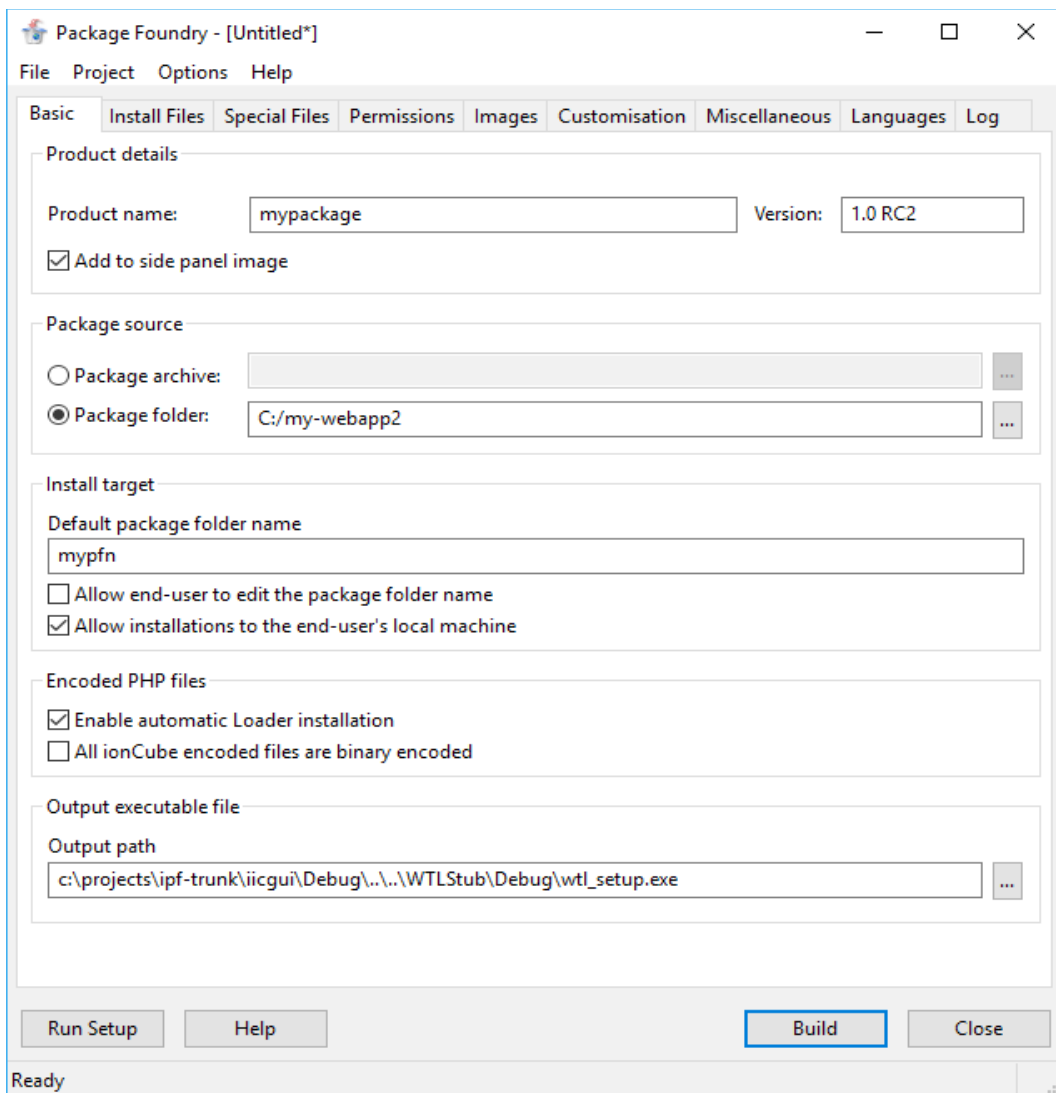 Package Foundry - [Untitled*]
File Project Options Help
Basic Install Files Special Files Permissions Images Customisation Miscellaneous Languages Log
Product details
Product name: mypackage Version: 1.0 RC2
Add to side panel image
Package source
Package archive: ...
Package folder: C:/my-webapp2 ...
Install target
Default package folder name
mypfn
Allow end-user to edit the package folder name
Allow installations to the end-user's local machine
Encoded PHP files
Enable automatic Loader installation
All ionCube encoded files are binary encoded
Output executable file
Output path
c:\projects\ipf-trunk\iicgui\Debug\..\..\WTLStub\Debug\wtl_setup.exe ...
Run Setup Help Build Close
Ready